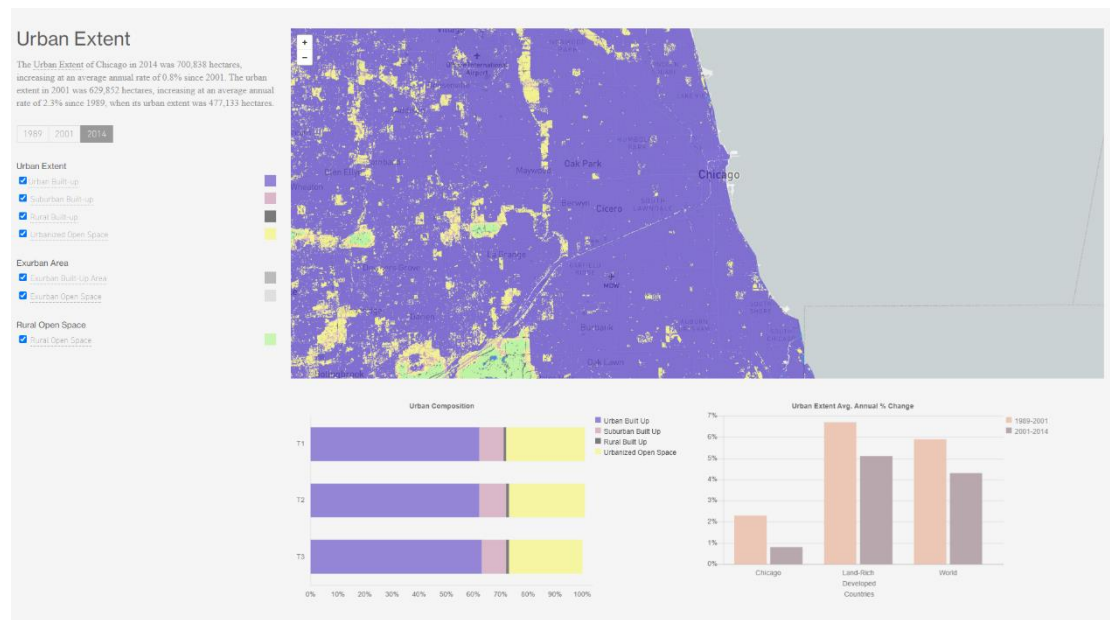 Urban Extent
The Urban Extent of Chicago in 2014 was 700,838 hectares,
increasing at an average annual rate of 0.8% since 2001. The urban
extent in 2001 was 629,852 hectares, increasing at an average annual
rate of 2.3% since 1989, when its urban extent was 477,133 hectares.
1989 2001 2014
Urban Extent
Urban Built-up
Suburban Built-up
Rural Built-up
Urbanized Open Space
Exurban Area
Exurban Built-Up Area
Exurban Open Space
Rural Open Space
Rural Open Space
+
−
International
Airport
Oak Park
Maywood
Chicago
Wheaton
Berwyn
Cicero
La Grange
MDW
Burbank
Oak Lawn
Bolingbrook
Urban Composition
Urban Built Up
Suburban Built Up
Rural Built Up
Urbanized Open Space
T1
T2
T3
0% 10% 20% 30% 40% 50% 60% 70% 80% 90% 100%
Urban Extent Avg. Annual % Change
1989-2001
2001-2014
7%
6%
5%
4%
3%
2%
1%
0%
Chicago
Land-Rich
Developed
Countries
World